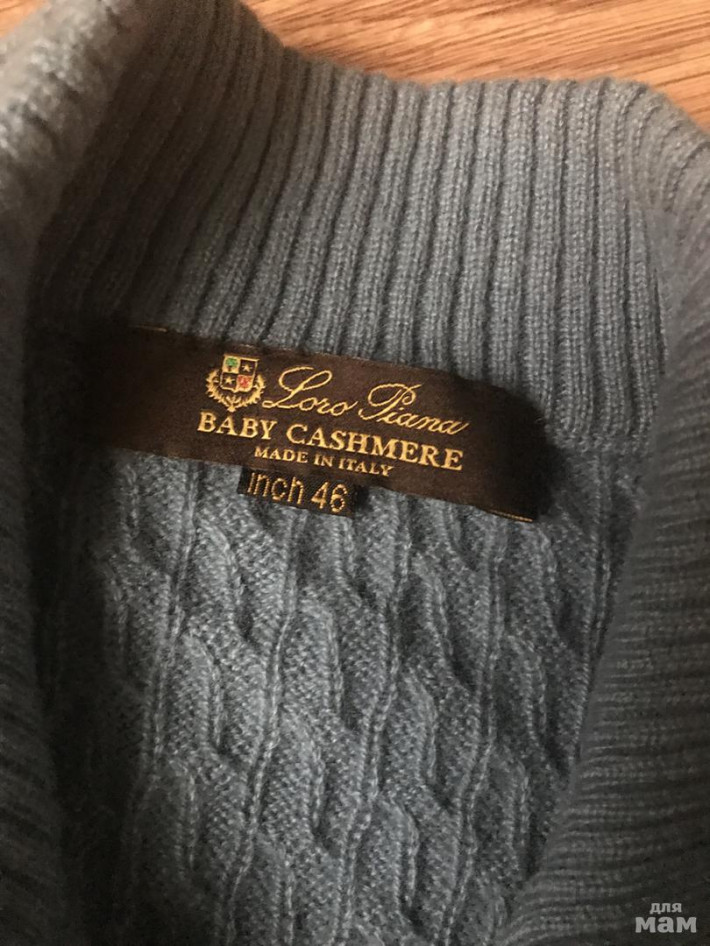 Loro Piana
BABY CASHMERE
MADE IN ITALY
inch 46
для
мам